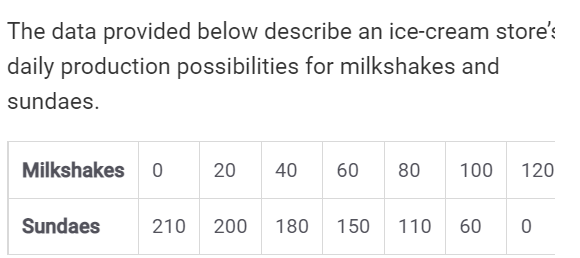 The data provided below describe an ice-cream store's
daily production possibilities for milkshakes and
sundaes.
Milkshakes 0 20 40 60 80 100 120
Sundaes 210 200 180 150 110 60 0